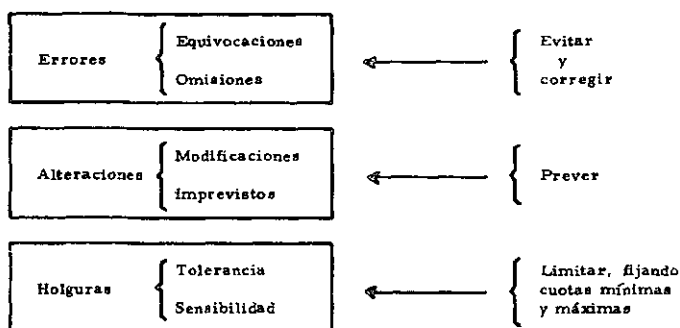 Errores
Equivocaciones
Omisiones
Evitar
y
corregir
Alteraciones
Modificaciones
Imprevistos
Prever
Holguras
Tolerancia
Sensibilidad
Limitar, fijando
cuotas mínimas
y máximas